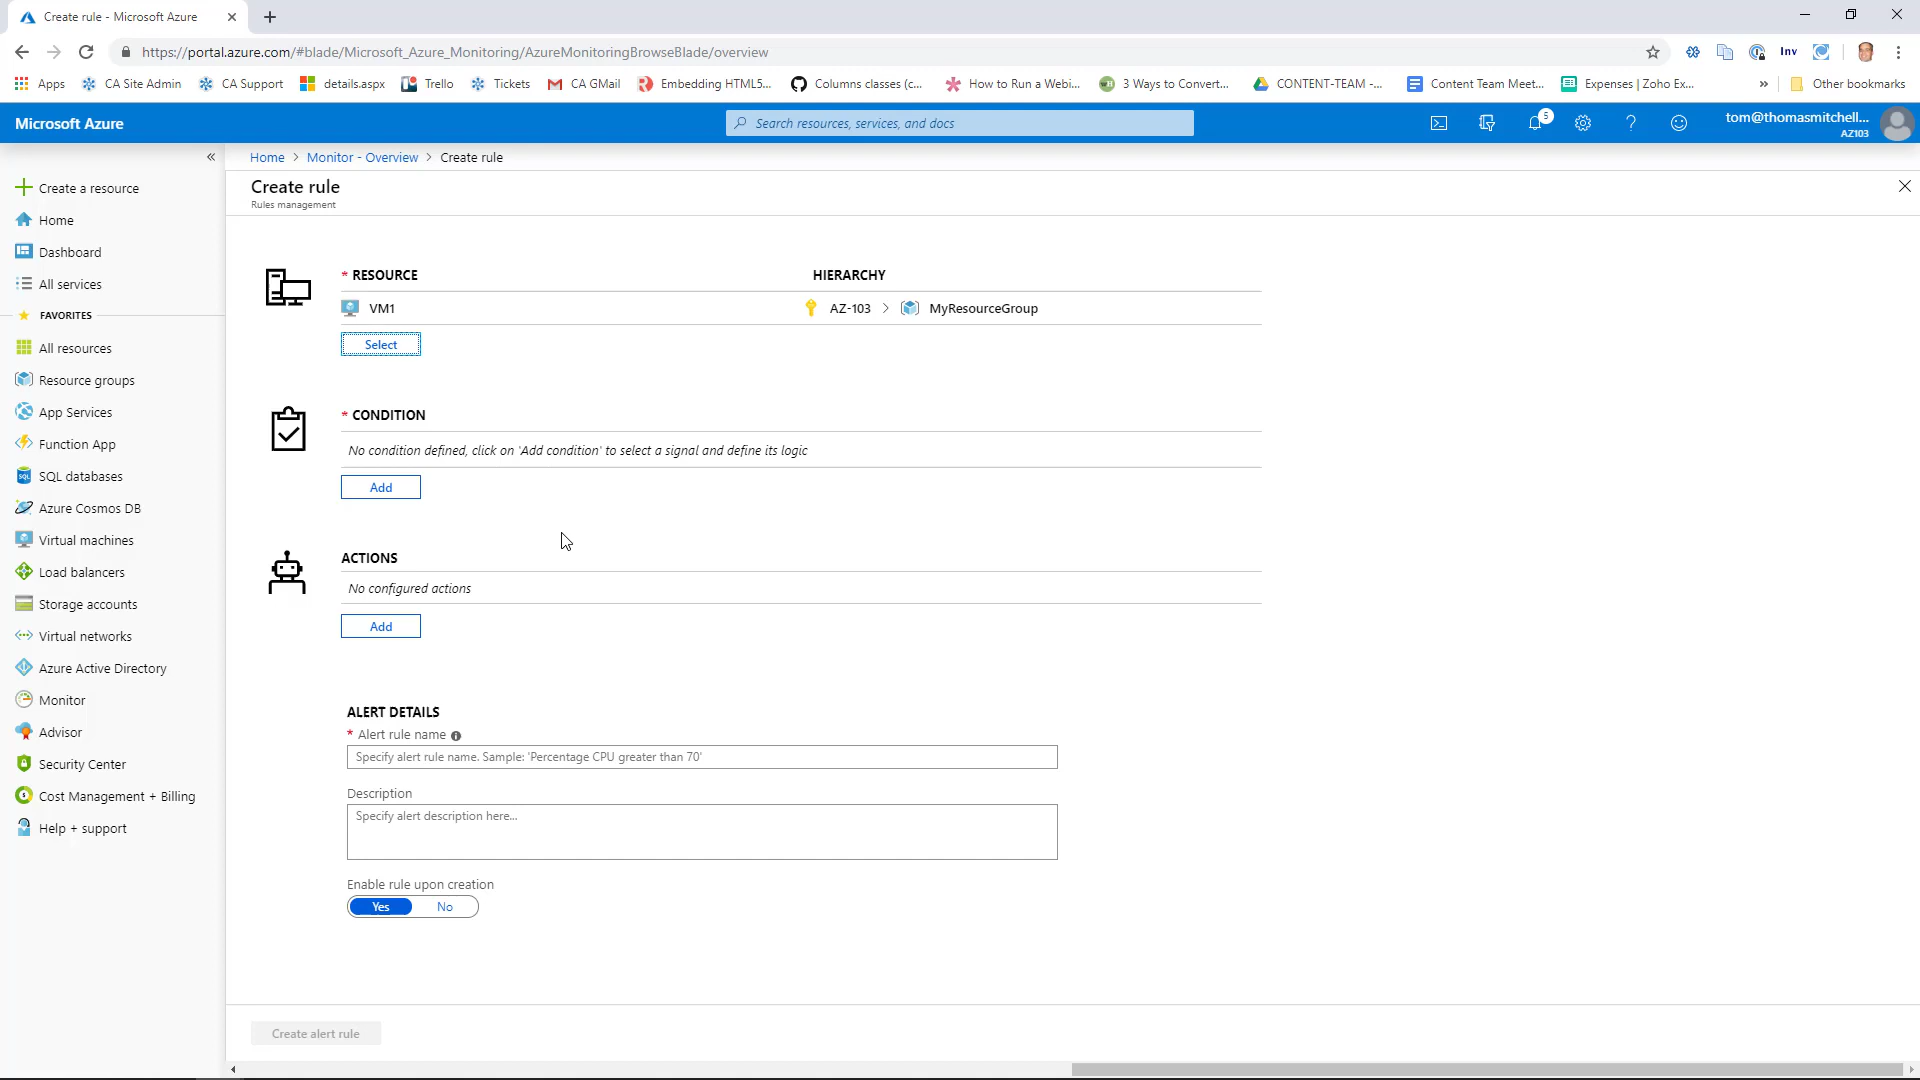 Create rule - Microsoft Azure
https://portal.azure.com/#blade/Microsoft_Azure_Monitoring/AzureMonitoringBrowseBlade/overview
Inv
Apps CA Site Admin CA Support details.aspx Trello Tickets CA GMail Embedding HTML5... Columns classes (c... How to Run a Webi... 3 Ways to Convert... CONTENT-TEAM -... Content Team Meet... Expenses | Zoho Ex... » Other bookmarks
Microsoft Azure
Search resources, services, and docs
5
tom@thomasmitchell...
AZ103
Home > Monitor - Overview > Create rule
Create rule
Rules management
Create a resource
Home
Dashboard
All services
FAVORITES
All resources
Resource groups
App Services
Function App
SQL databases
Azure Cosmos DB
Virtual machines
Load balancers
Storage accounts
Virtual networks
Azure Active Directory
Monitor
Advisor
Security Center
Cost Management + Billing
Help + support
* RESOURCE HIERARCHY
VM1 AZ-103 > MyResourceGroup
Select
* CONDITION
No condition defined, click on 'Add condition' to select a signal and define its logic
Add
ACTIONS
No configured actions
Add
ALERT DETAILS
* Alert rule name
Specify alert rule name. Sample: 'Percentage CPU greater than 70'
Description
Specify alert description here...
Enable rule upon creation
Yes No
Create alert rule